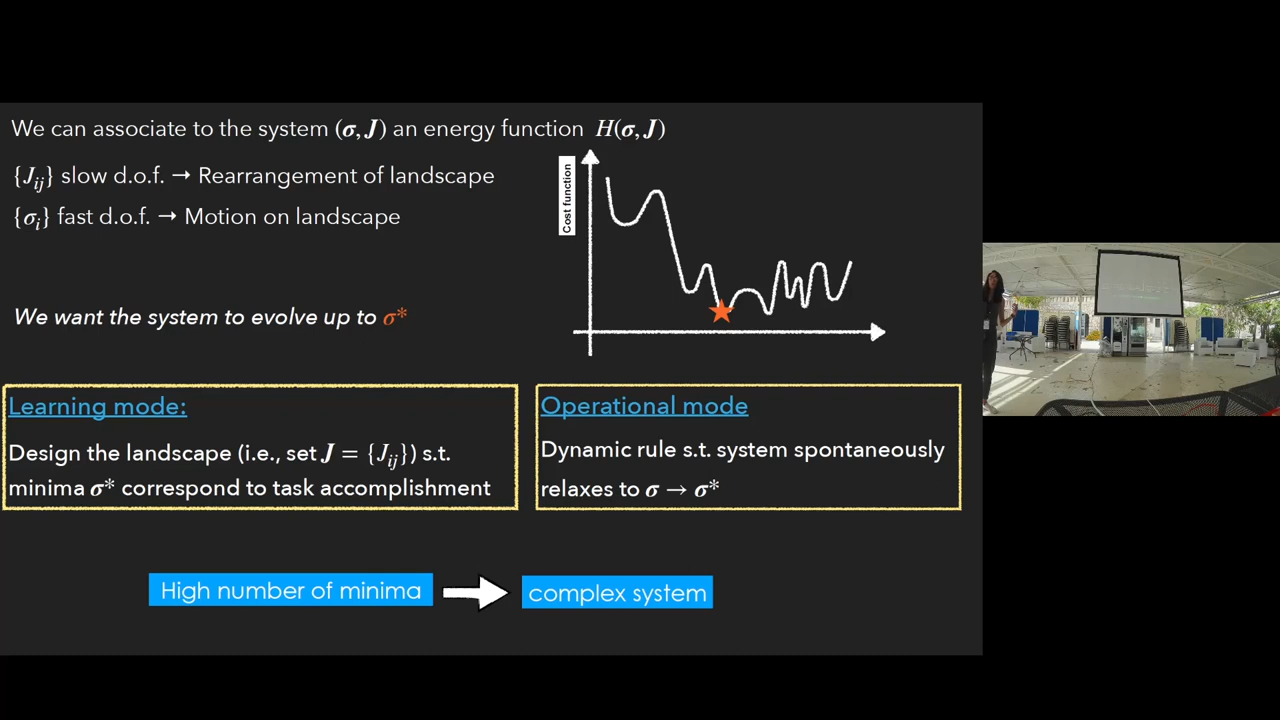 We can associate to the system (σ, J) an energy function H(σ, J)
{J_ij} slow d.o.f. → Rearrangement of landscape
{σ_i} fast d.o.f. → Motion on landscape
Cost function
We want the system to evolve up to σ*
Learning mode:
Design the landscape (i.e., set J = {J_ij}) s.t.
minima σ* correspond to task accomplishment
Operational mode
Dynamic rule s.t. system spontaneously
relaxes to σ → σ*
High number of minima
complex system